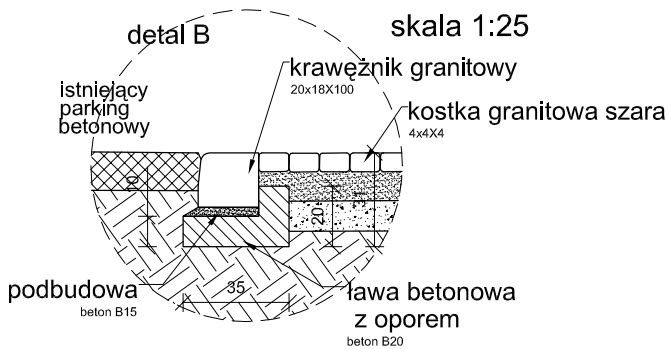 detal B
skala 1:25
krawężnik granitowy
20x18X100
istniejący
parking
betonowy
kostka granitowa szara
4x4X4
10
20
35
podbudowa
beton B15
ława betonowa
z oporem
beton B20